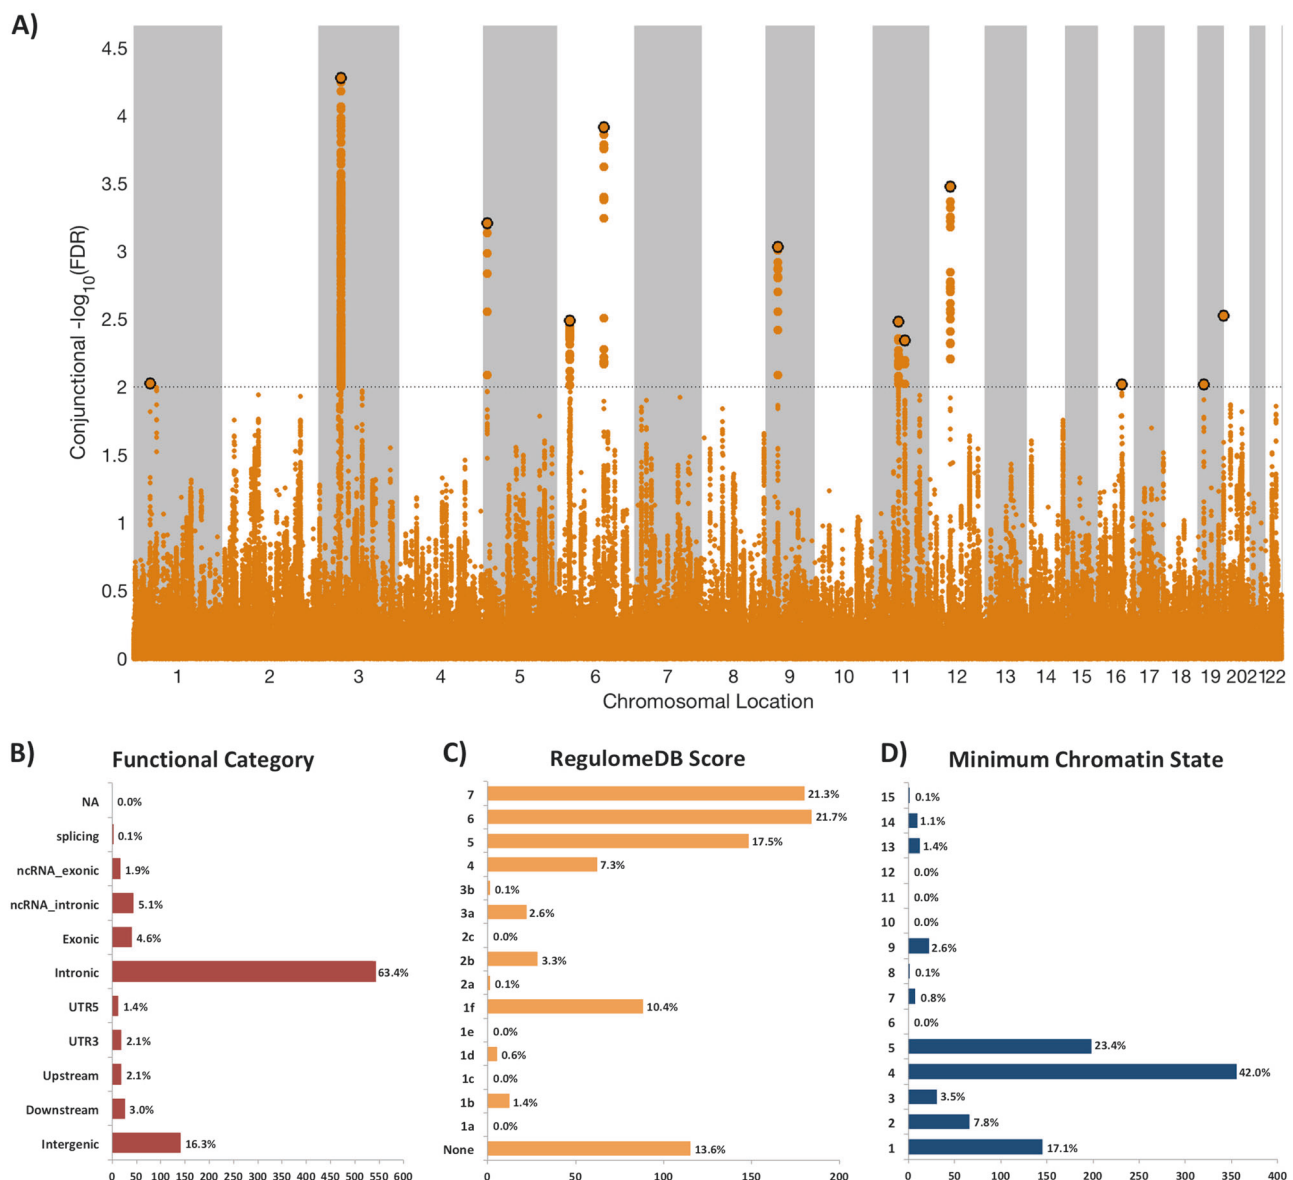 A)
Conjunctional -log10(FDR)
4.5
4
3.5
3
2.5
2
1.5
1
0.5
0
1 2 3 4 5 6 7 8 9 10 11 12 13 14 15 16 17 18 19 20 21 22
Chromosomal Location
B) Functional Category
NA 0.0%
splicing 0.1%
ncRNA_exonic 1.9%
ncRNA_intronic 5.1%
Exonic 4.6%
Intronic 63.4%
UTR5 1.4%
UTR3 2.1%
Upstream 2.1%
Downstream 3.0%
Intergenic 16.3%
0 50 100 150 200 250 300 350 400 450 500 550 600
C) RegulomeDB Score
7 21.3%
6 21.7%
5 17.5%
4 7.3%
3b 0.1%
3a 2.6%
2c 0.0%
2b 3.3%
2a 0.1%
1f 10.4%
1e 0.0%
1d 0.6%
1c 0.0%
1b 1.4%
1a 0.0%
None 13.6%
0 50 100 150 200
D) Minimum Chromatin State
15 0.1%
14 1.1%
13 1.4%
12 0.0%
11 0.0%
10 0.0%
9 2.6%
8 0.1%
7 0.8%
6 0.0%
5 23.4%
4 42.0%
3 3.5%
2 7.8%
1 17.1%
0 50 100 150 200 250 300 350 400